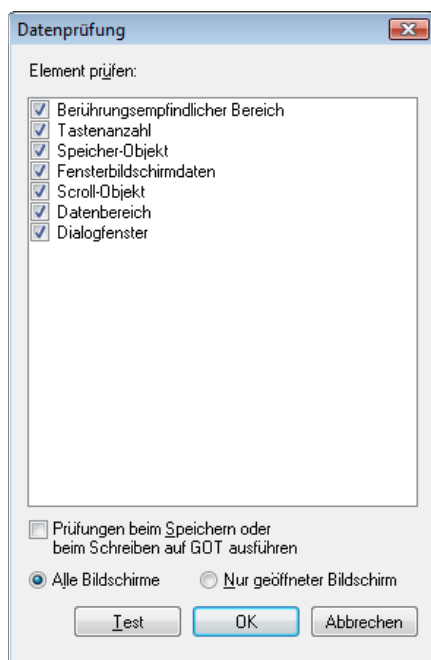 Datenprüfung
Element prüfen:
Berührungsempfindlicher Bereich
Tastenanzahl
Speicher-Objekt
Fensterbildschirmdaten
Scroll-Objekt
Datenbereich
Dialogfenster
Prüfungen beim Speichern oder
beim Schreiben auf GOT ausführen
Alle Bildschirme Nur geöffneter Bildschirm
Test OK Abbrechen